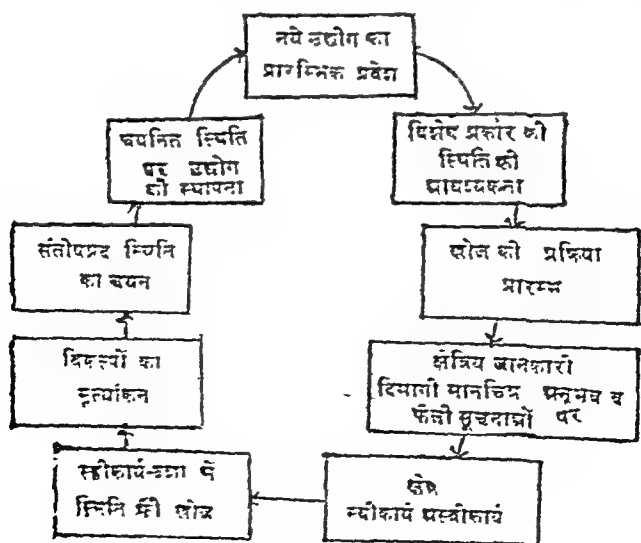 नये उद्योग का
प्रारम्भिक प्रवेश
विशेष प्रकार की
स्थिति की
आवश्यकता
खोज की प्रक्रिया
प्रारम्भ
क्षेत्रिय जानकारी
दिमागी मानचित्र अनुभव व
फैली सूचनाओं पर
क्षेत्र
स्वीकार्य अस्वीकार्य
स्वीकार्य-दशा में
स्थिति की खोज
विकल्पों का
मूल्यांकन
संतोषप्रद स्थिति
का चयन
चयनित स्थिति
पर उद्योग
की स्थापना